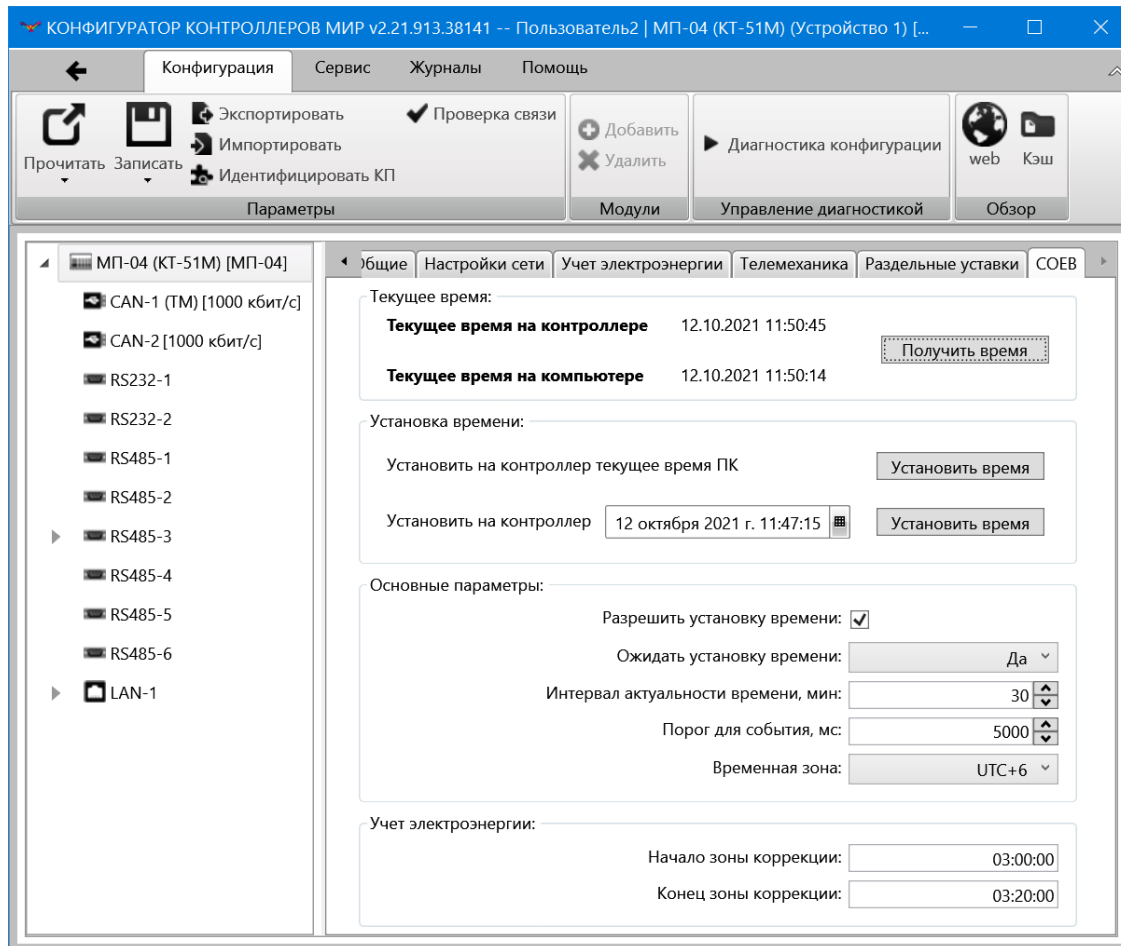 КОНФИГУРАТОР КОНТРОЛЛЕРОВ МИР v2.21.913.38141 -- Пользователь2 | МП-04 (КТ-51М) (Устройство 1) [...
Конфигурация Сервис Журналы Помощь
Прочитать
Записать
Экспортировать
Импортировать
Идентифицировать КП
Проверка связи
Параметры
Добавить
Удалить
Модули
Диагностика конфигурации
Управление диагностикой
web
Кэш
Обзор
МП-04 (КТ-51М) [МП-04]
CAN-1 (ТМ) [1000 кбит/с]
CAN-2 [1000 кбит/с]
RS232-1
RS232-2
RS485-1
RS485-2
RS485-3
RS485-4
RS485-5
RS485-6
LAN-1
Общие Настройки сети Учет электроэнергии Телемеханика Раздельные уставки СОЕВ
Текущее время:
Текущее время на контроллере 12.10.2021 11:50:45
Получить время
Текущее время на компьютере 12.10.2021 11:50:14
Установка времени:
Установить на контроллер текущее время ПК Установить время
Установить на контроллер 12 октября 2021 г. 11:47:15 Установить время
Основные параметры:
Разрешить установку времени:
Ожидать установку времени: Да
Интервал актуальности времени, мин: 30
Порог для события, мс: 5000
Временная зона: UTC+6
Учет электроэнергии:
Начало зоны коррекции: 03:00:00
Конец зоны коррекции: 03:20:00